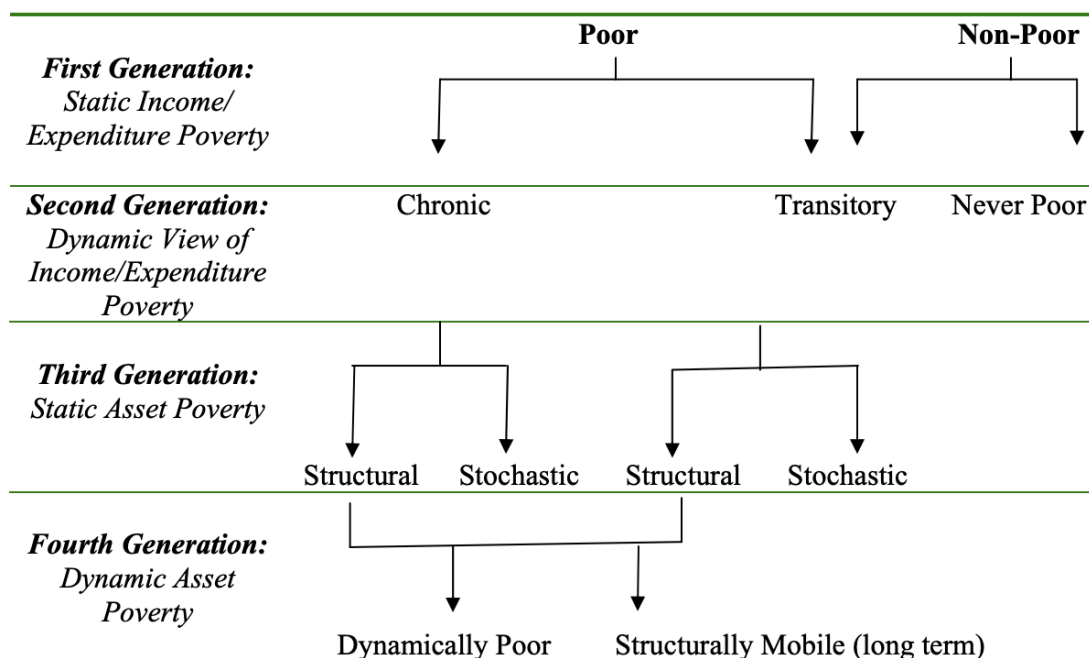 Poor Non-Poor
First Generation:
Static Income/
Expenditure Poverty
Second Generation: Chronic Transitory Never Poor
Dynamic View of
Income/Expenditure
Poverty
Third Generation:
Static Asset Poverty
Structural Stochastic Structural Stochastic
Fourth Generation:
Dynamic Asset
Poverty
Dynamically Poor Structurally Mobile (long term)